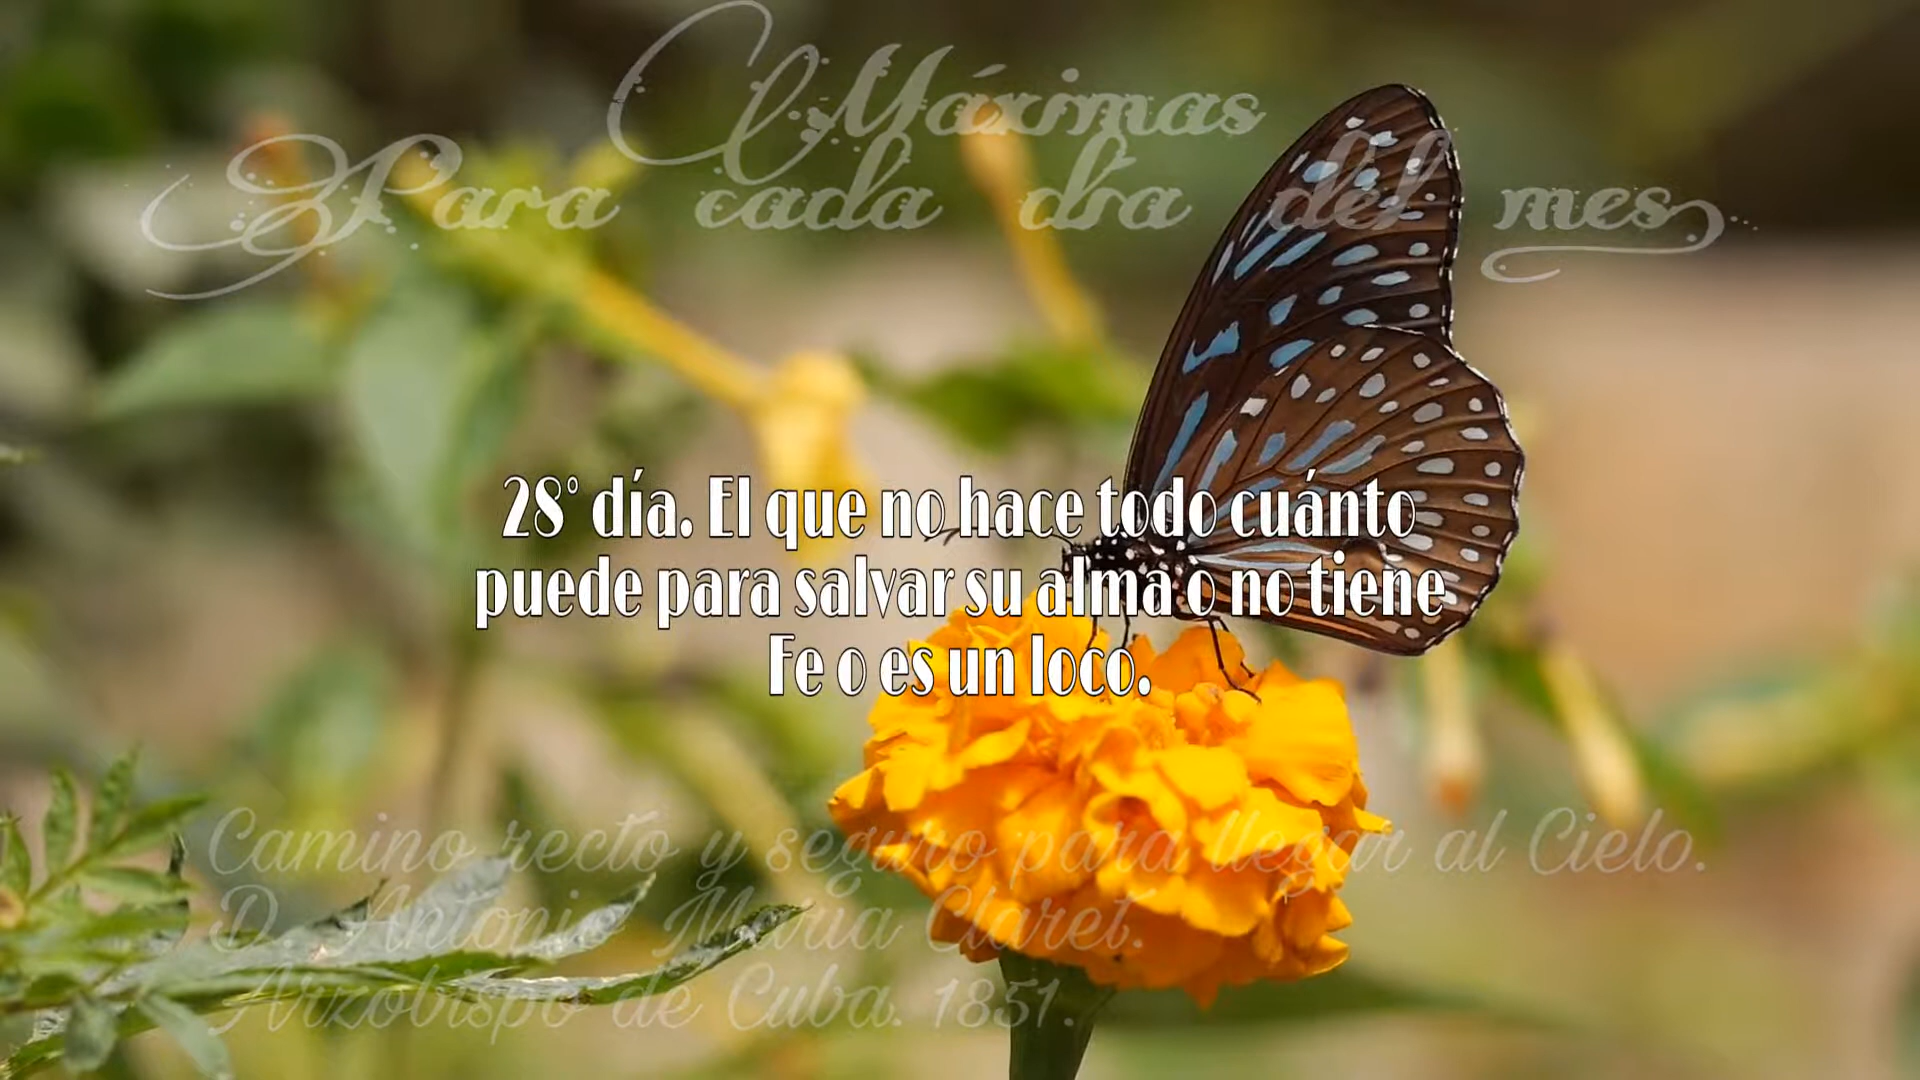 Máximas
Para cada día del mes
28° día. El que no hace todo cuánto
puede para salvar su alma o no tiene
Fe o es un loco.
Camino recto y seguro para llegar al Cielo.
D. Antonio María Claret.
Arzobispo de Cuba. 1851.